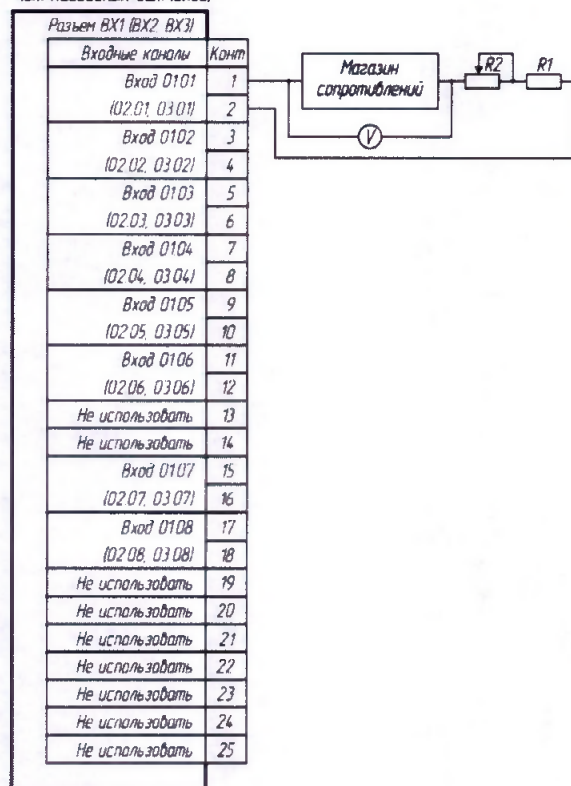 Разъем ВХ1 (ВХ2, ВХ3)
Входные каналы Конт
Вход 0101 1
(02.01, 03.01) 2
Вход 0102 3
(02.02, 03.02) 4
Вход 0103 5
(02.03, 03.03) 6
Вход 0104 7
(02.04, 03.04) 8
Вход 0105 9
(02.05, 03.05) 10
Вход 0106 11
(02.06, 03.06) 12
Не использовать 13
Не использовать 14
Вход 0107 15
(02.07, 03.07) 16
Вход 0108 17
(02.08, 03.08) 18
Не использовать 19
Не использовать 20
Не использовать 21
Не использовать 22
Не использовать 23
Не использовать 24
Не использовать 25
Магазин
сопротивлений
R2
R1
V